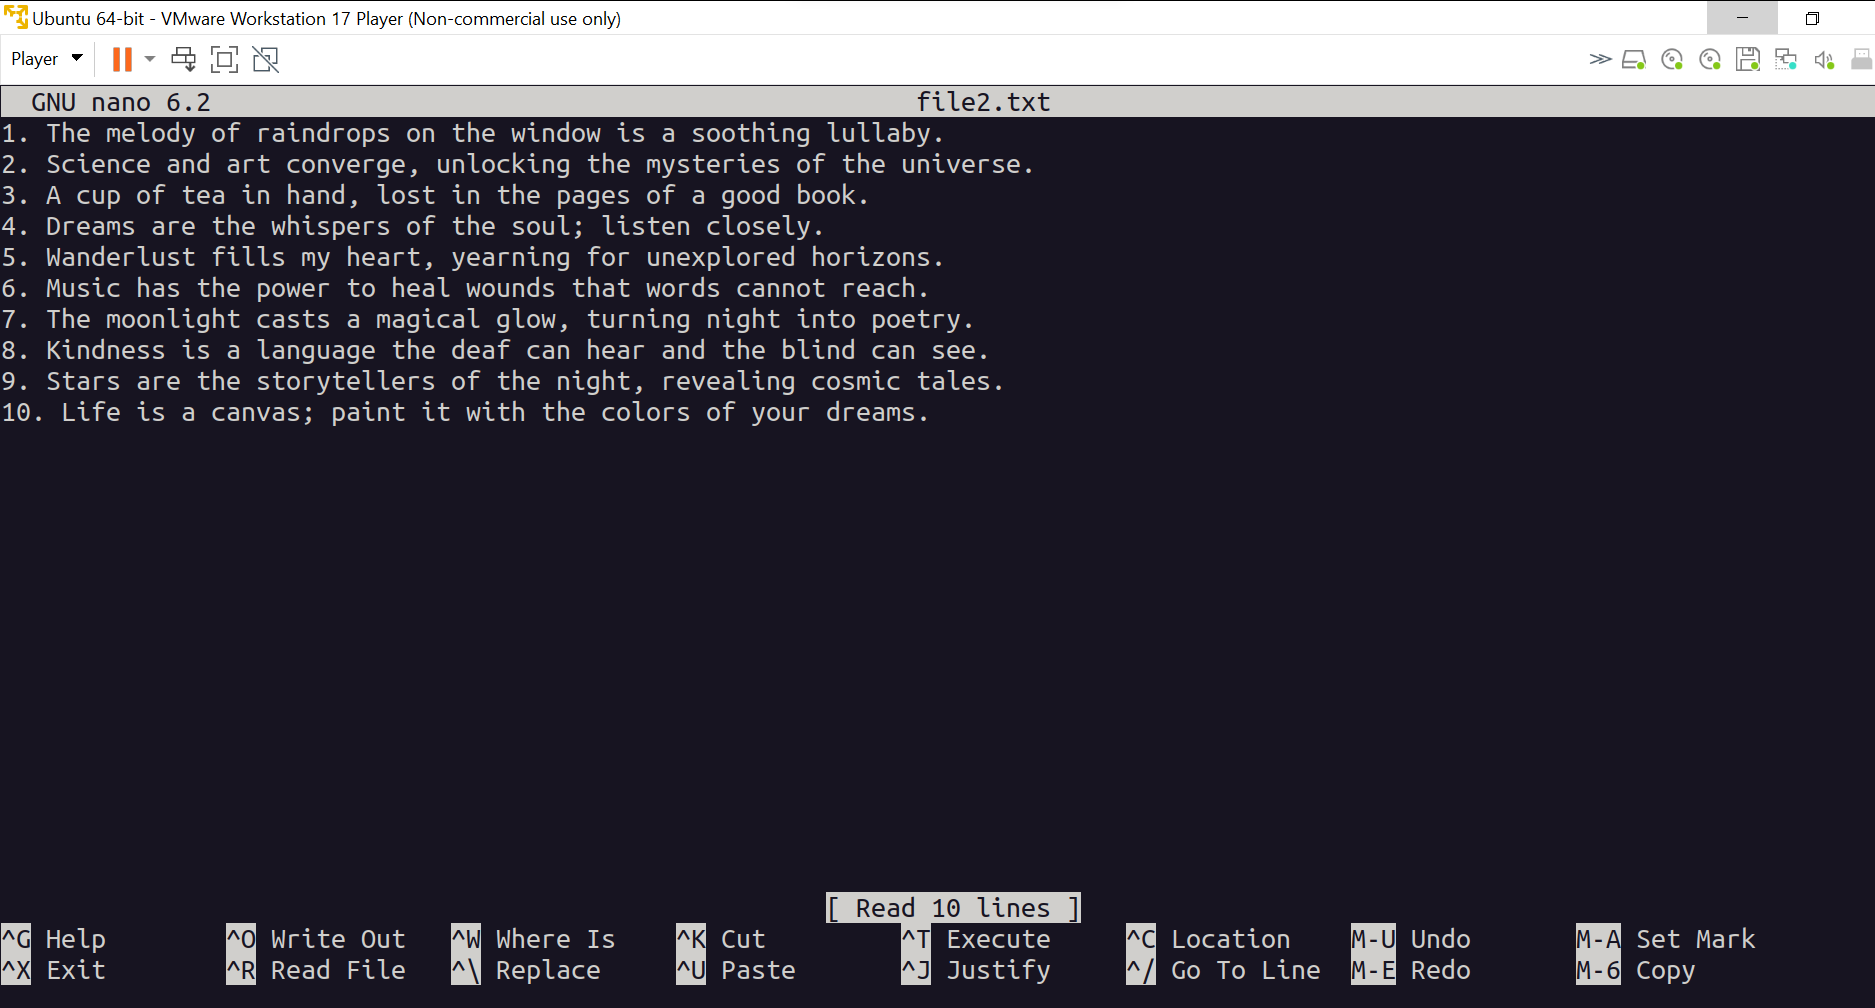 Ubuntu 64-bit - VMware Workstation 17 Player (Non-commercial use only)
Player
GNU nano 6.2 file2.txt
1. The melody of raindrops on the window is a soothing lullaby.
2. Science and art converge, unlocking the mysteries of the universe.
3. A cup of tea in hand, lost in the pages of a good book.
4. Dreams are the whispers of the soul; listen closely.
5. Wanderlust fills my heart, yearning for unexplored horizons.
6. Music has the power to heal wounds that words cannot reach.
7. The moonlight casts a magical glow, turning night into poetry.
8. Kindness is a language the deaf can hear and the blind can see.
9. Stars are the storytellers of the night, revealing cosmic tales.
10. Life is a canvas; paint it with the colors of your dreams.
[ Read 10 lines ]
^G Help ^O Write Out ^W Where Is ^K Cut ^T Execute ^C Location M-U Undo M-A Set Mark
^X Exit ^R Read File ^\ Replace ^U Paste ^J Justify ^/ Go To Line M-E Redo M-6 Copy